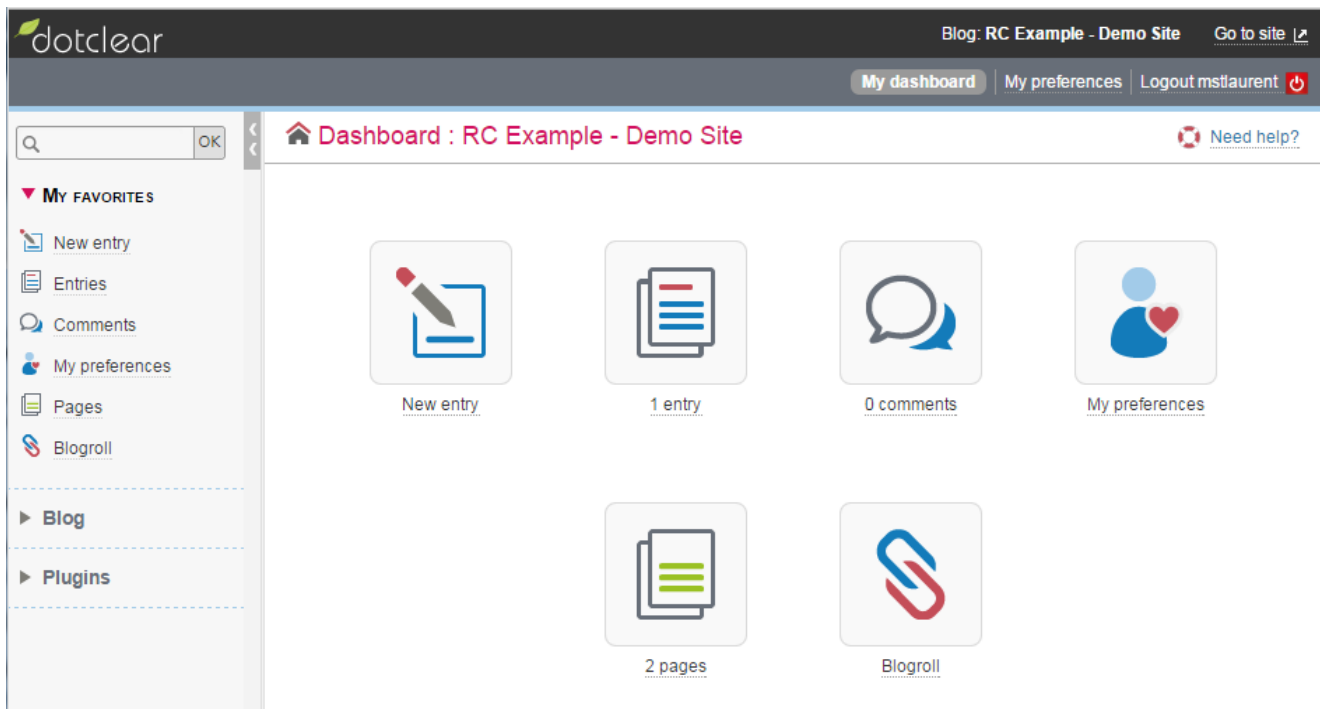 dotclear
Blog: RC Example - Demo Site Go to site
My dashboard My preferences Logout mstlaurent
OK
Dashboard : RC Example - Demo Site
Need help?
MY FAVORITES
New entry
Entries
Comments
My preferences
Pages
Blogroll
Blog
Plugins
New entry
1 entry
0 comments
My preferences
2 pages
Blogroll